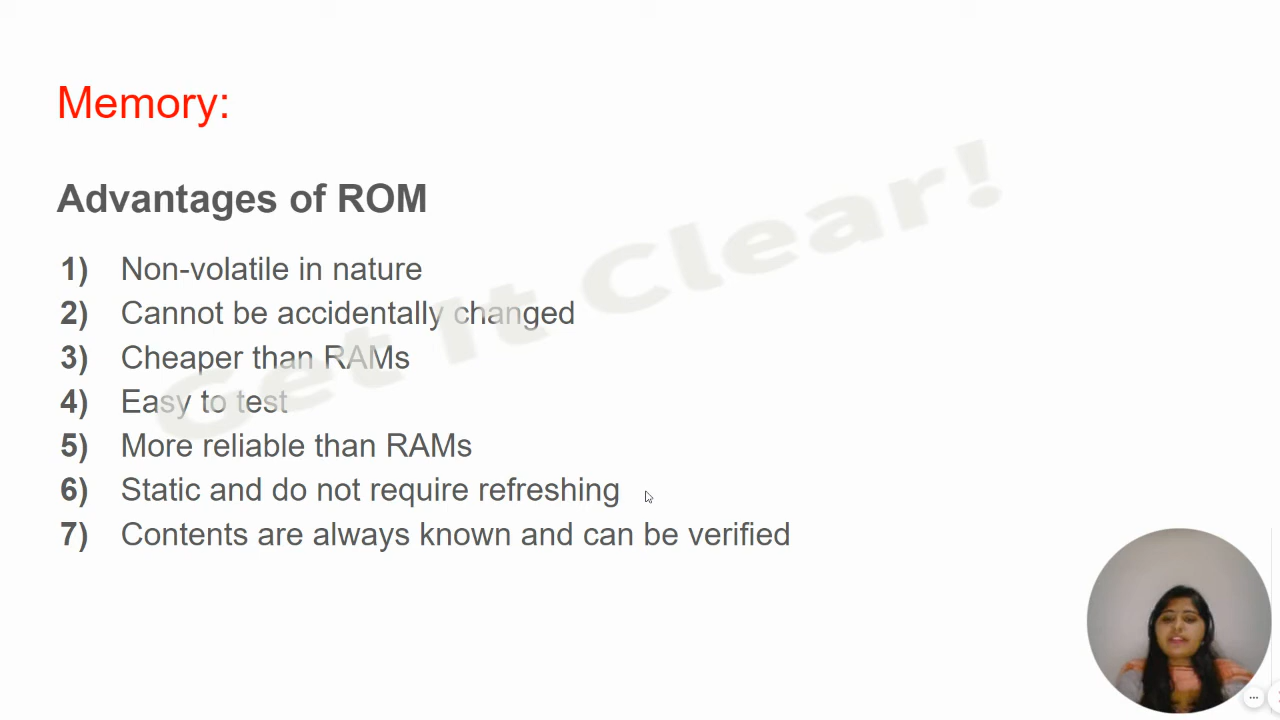 Memory:
Advantages of ROM
1) Non-volatile in nature
2) Cannot be accidentally changed
3) Cheaper than RAMs
4) Easy to test
5) More reliable than RAMs
6) Static and do not require refreshing
7) Contents are always known and can be verified
Get It Clear!